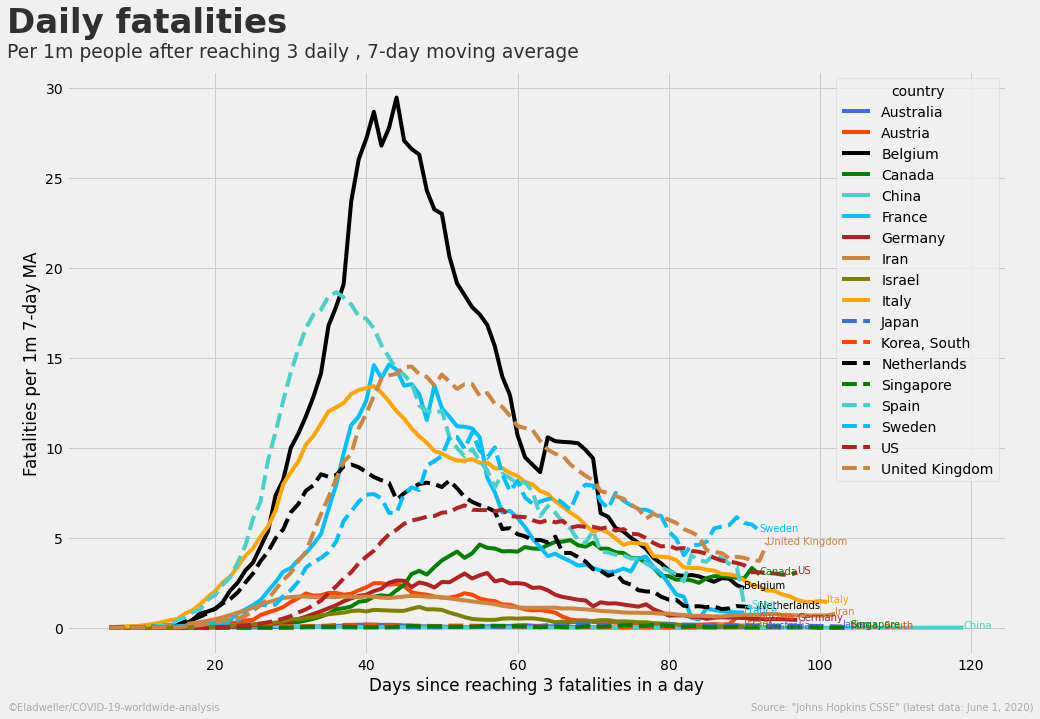 Daily fatalities
Per 1m people after reaching 3 daily , 7-day moving average
Fatalities per 1m 7-day MA
30
25
20
15
10
5
0
country
Australia
Austria
Belgium
Canada
China
France
Germany
Iran
Israel
Italy
Japan
Korea, South
Netherlands
Singapore
Spain
Sweden
US
United Kingdom
Sweden
United Kingdom
Canada US
Belgium
Netherlands
Italy
Iran
Germany
Australia
Singapore
South
China
20 40 60 80 100 120
Days since reaching 3 fatalities in a day
©Eladweller/COVID-19-worldwide-analysis
Source: "Johns Hopkins CSSE" (latest data: June 1, 2020)